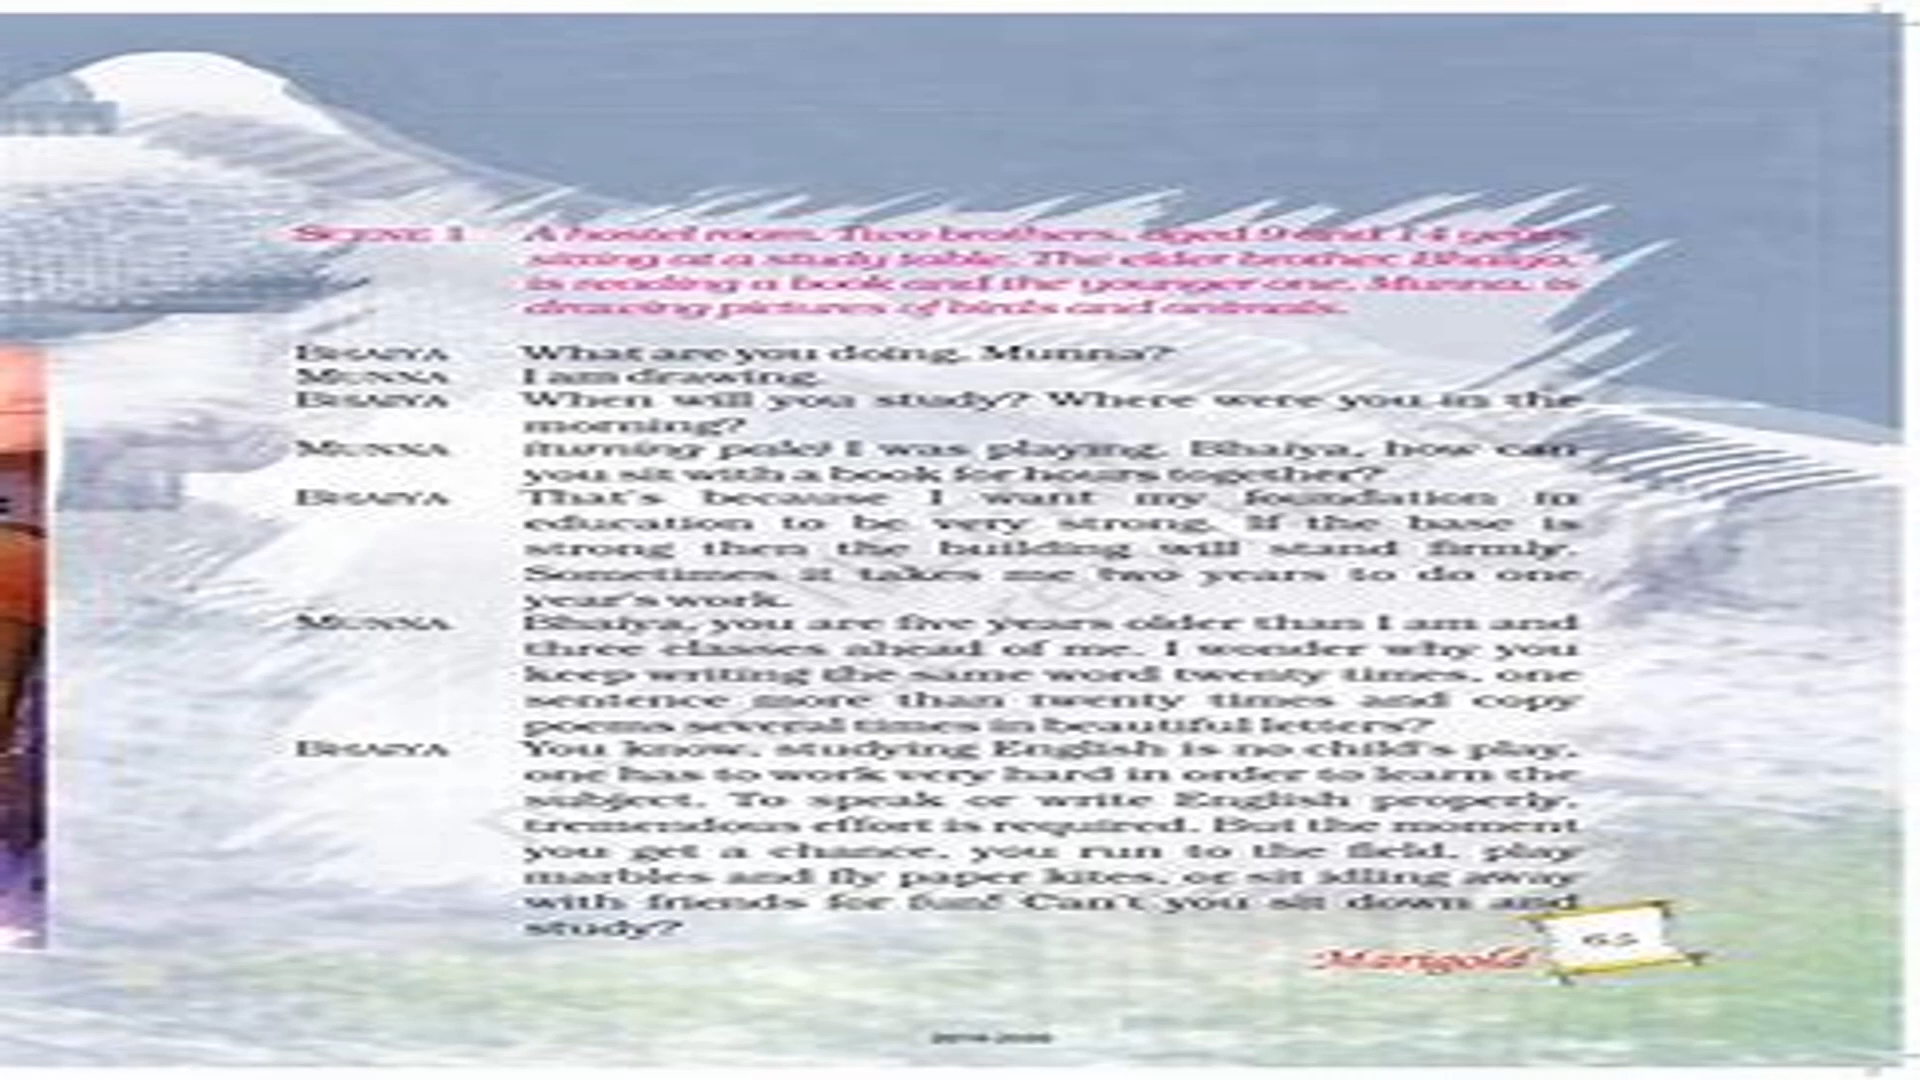 SCENE 1 A hostel room. Two brothers, aged 9 and 14 years,
sitting at a study table. The elder brother, Bhaiya,
is reading a book and the younger one, Munna, is
drawing pictures of birds and animals.
BHAIYA What are you doing, Munna?
MUNNA I am drawing.
BHAIYA When will you study? Where were you in the
morning?
MUNNA (turning pale) I was playing. Bhaiya, how can
you sit with a book for hours together?
BHAIYA That's because I want my foundation in
education to be very strong. If the base is
strong then the building will stand firmly.
Sometimes it takes me two years to do one
year's work.
MUNNA Bhaiya, you are five years older than I am and
three classes ahead of me. I wonder why you
keep writing the same word twenty times, one
sentence more than twenty times and copy
poems several times in beautiful letters?
BHAIYA You know, studying English is no child's play,
one has to work very hard in order to learn the
subject. To speak or write English properly,
tremendous effort is required. But the moment
you get a chance, you run to the field, play
marbles and fly paper kites, or sit idling away
with friends for fun! Can't you sit down and
study?
Marigold